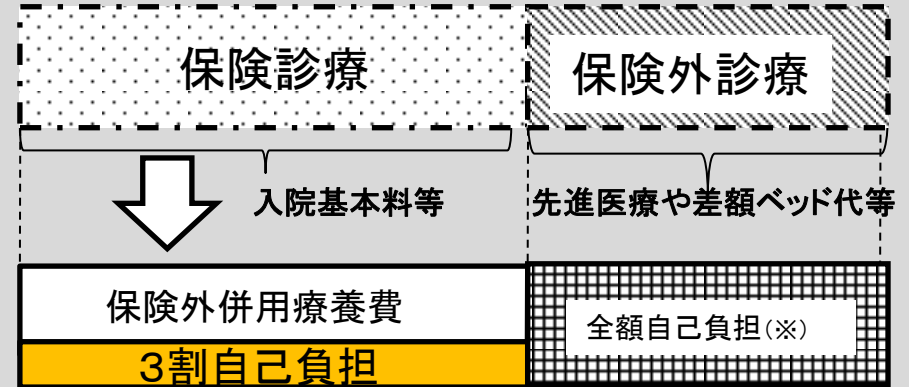 保険診療
保険外診療
入院基本料等
先進医療や差額ベッド代等
保険外併用療養費
全額自己負担(※)
３割自己負担